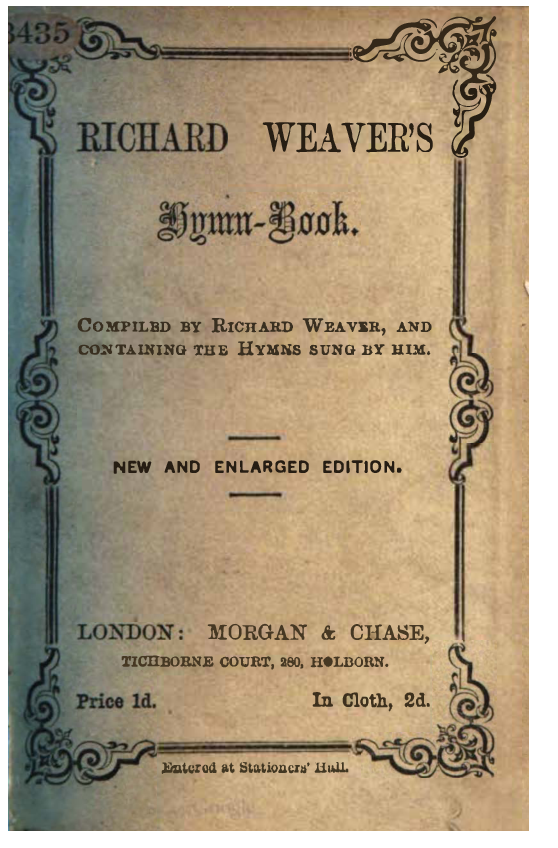 3435
RICHARD WEAVER'S
Hymn-Book.
COMPILED BY RICHARD WEAVER, AND
CONTAINING THE HYMNS SUNG BY HIM.
NEW AND ENLARGED EDITION.
LONDON: MORGAN & CHASE,
TICHBORNE COURT, 280, HOLBORN.
Price 1d. In Cloth, 2d.
Entered at Stationers' Hall.